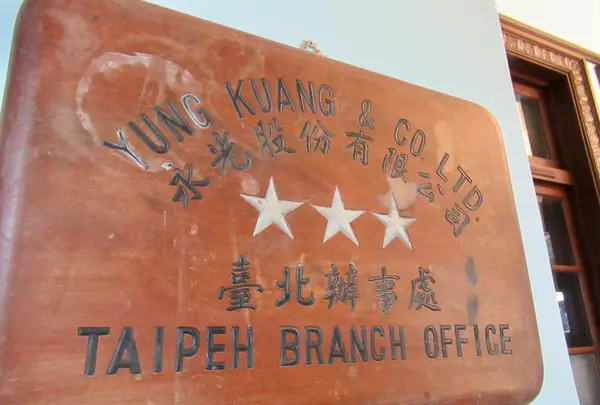 YUNG KUANG & CO. LTD.
永光股份有限公司
臺北辦事處
TAIPEH BRANCH OFFICE